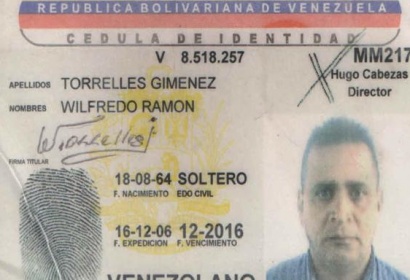 REPUBLICA BOLIVARIANA DE VENEZUELA
CEDULA DE IDENTIDAD
V 8.518.257
MM217
APELLIDOS TORRELLES GIMENEZ
Hugo Cabezas
Director
NOMBRES WILFREDO RAMON
W. Torrelles
FIRMA TITULAR
18-08-64 SOLTERO
F. NACIMIENTO EDO CIVIL
16-12-06 12-2016
F. EXPEDICION F. VENCIMIENTO
VENEZOLANO